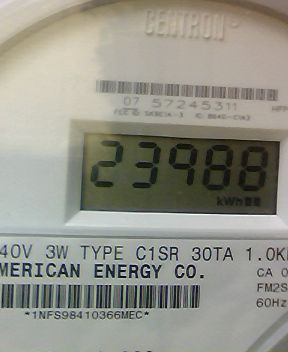 CENTRON
07 57245311
23988
kWh
40V 3W TYPE C1SR 30TA 1.0K
MERICAN ENERGY CO.
CA 0
FM2S
60Hz
*1NFS98410366MEC*